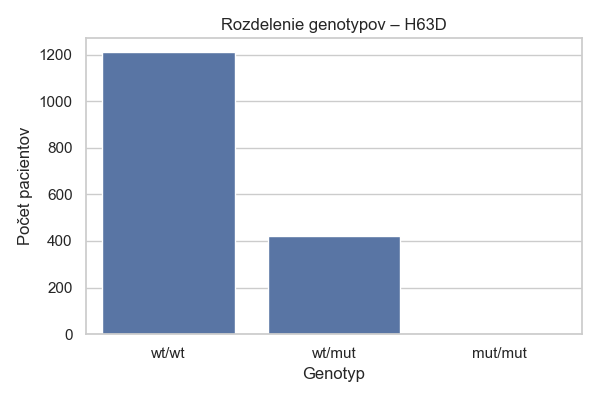 Rozdelenie genotypov – H63D
Počet pacientov
1200
1000
800
600
400
200
0
wt/wt
wt/mut
mut/mut
Genotyp